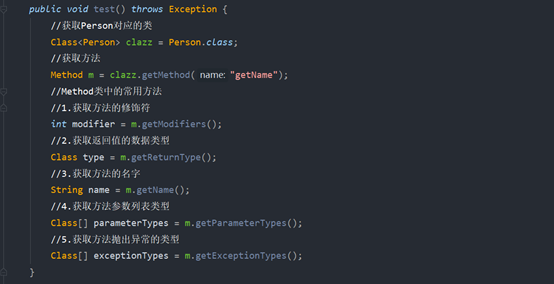 public void test() throws Exception {
//获取Person对应的类
Class<Person> clazz = Person.class;
//获取方法
Method m = clazz.getMethod( name: "getName");
//Method类中的常用方法
//1.获取方法的修饰符
int modifier = m.getModifiers();
//2.获取返回值的数据类型
Class type = m.getReturnType();
//3.获取方法的名字
String name = m.getName();
//4.获取方法参数列表类型
Class[] parameterTypes = m.getParameterTypes();
//5.获取方法抛出异常的类型
Class[] exceptionTypes = m.getExceptionTypes();
}